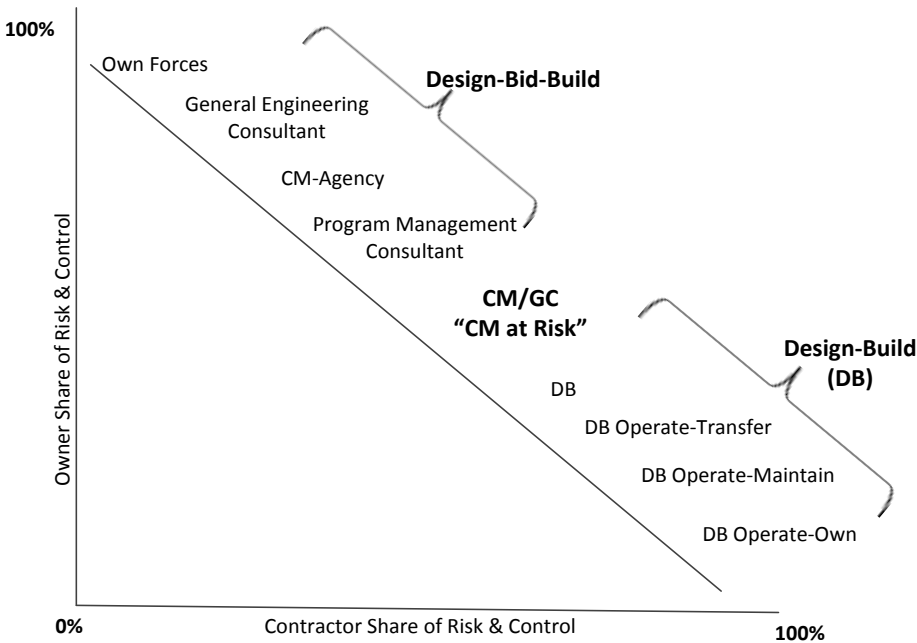 100%
Own Forces
Design-Bid-Build
General Engineering
Consultant
CM-Agency
Program Management
Consultant
CM/GC
“CM at Risk”
Design-Build
(DB)
DB
DB Operate-Transfer
DB Operate-Maintain
DB Operate-Own
Owner Share of Risk & Control
0%
Contractor Share of Risk & Control
100%